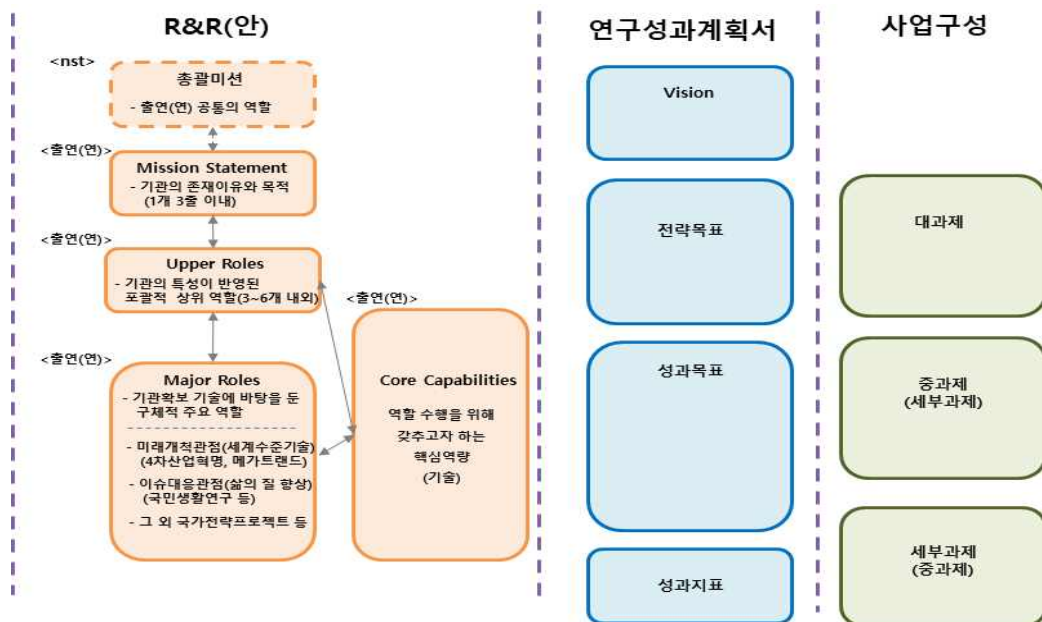 R&R(안)
<nst>
총괄미션
- 출연(연) 공통의 역할
<출연(연)>
Mission Statement
- 기관의 존재이유와 목적
(1개 3줄 이내)
<출연(연)>
Upper Roles
- 기관의 특성이 반영된
포괄적 상위 역할(3~6개 내외)
<출연(연)>
Major Roles
- 기관확보 기술에 바탕을 둔
구체적 주요 역할
- 미래개척관점(세계수준기술)
(4차산업혁명, 메가트랜드)
- 이슈대응관점(삶의 질 향상)
(국민생활연구 등)
- 그 외 국가전략프로젝트 등
<출연(연)>
Core Capabilities
역할 수행을 위해
갖추고자 하는
핵심역량
(기술)
연구성과계획서
Vision
전략목표
성과목표
성과지표
사업구성
대과제
중과제
(세부과제)
세부과제
(중과제)